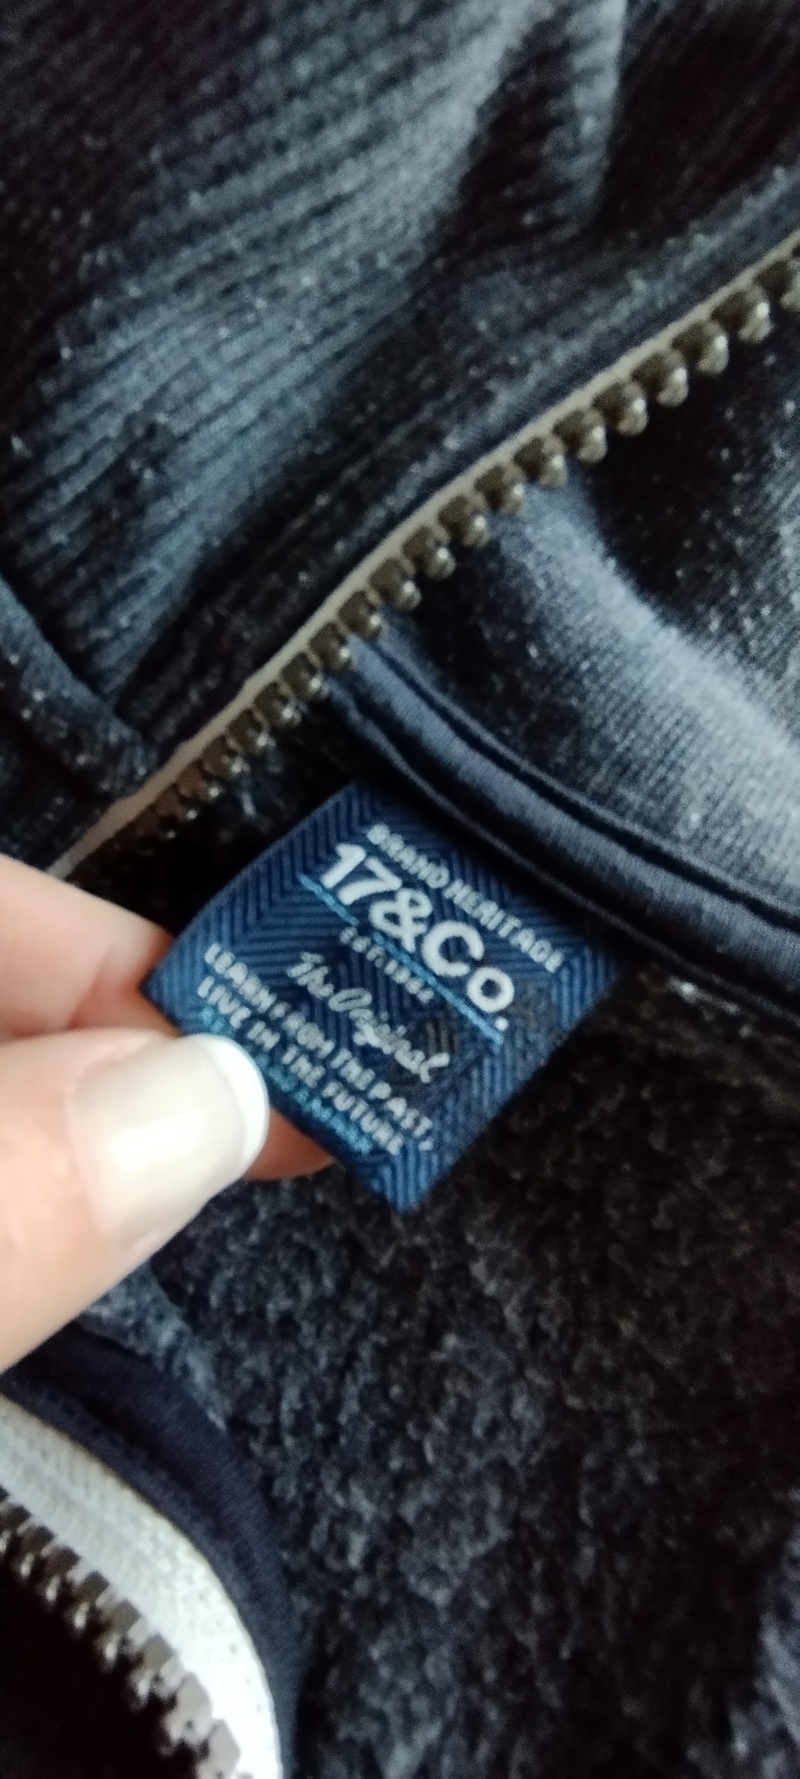 BRAND HERITAGE
17&Co.
The Original
LEARN FROM THE PAST,
LIVE IN THE FUTURE